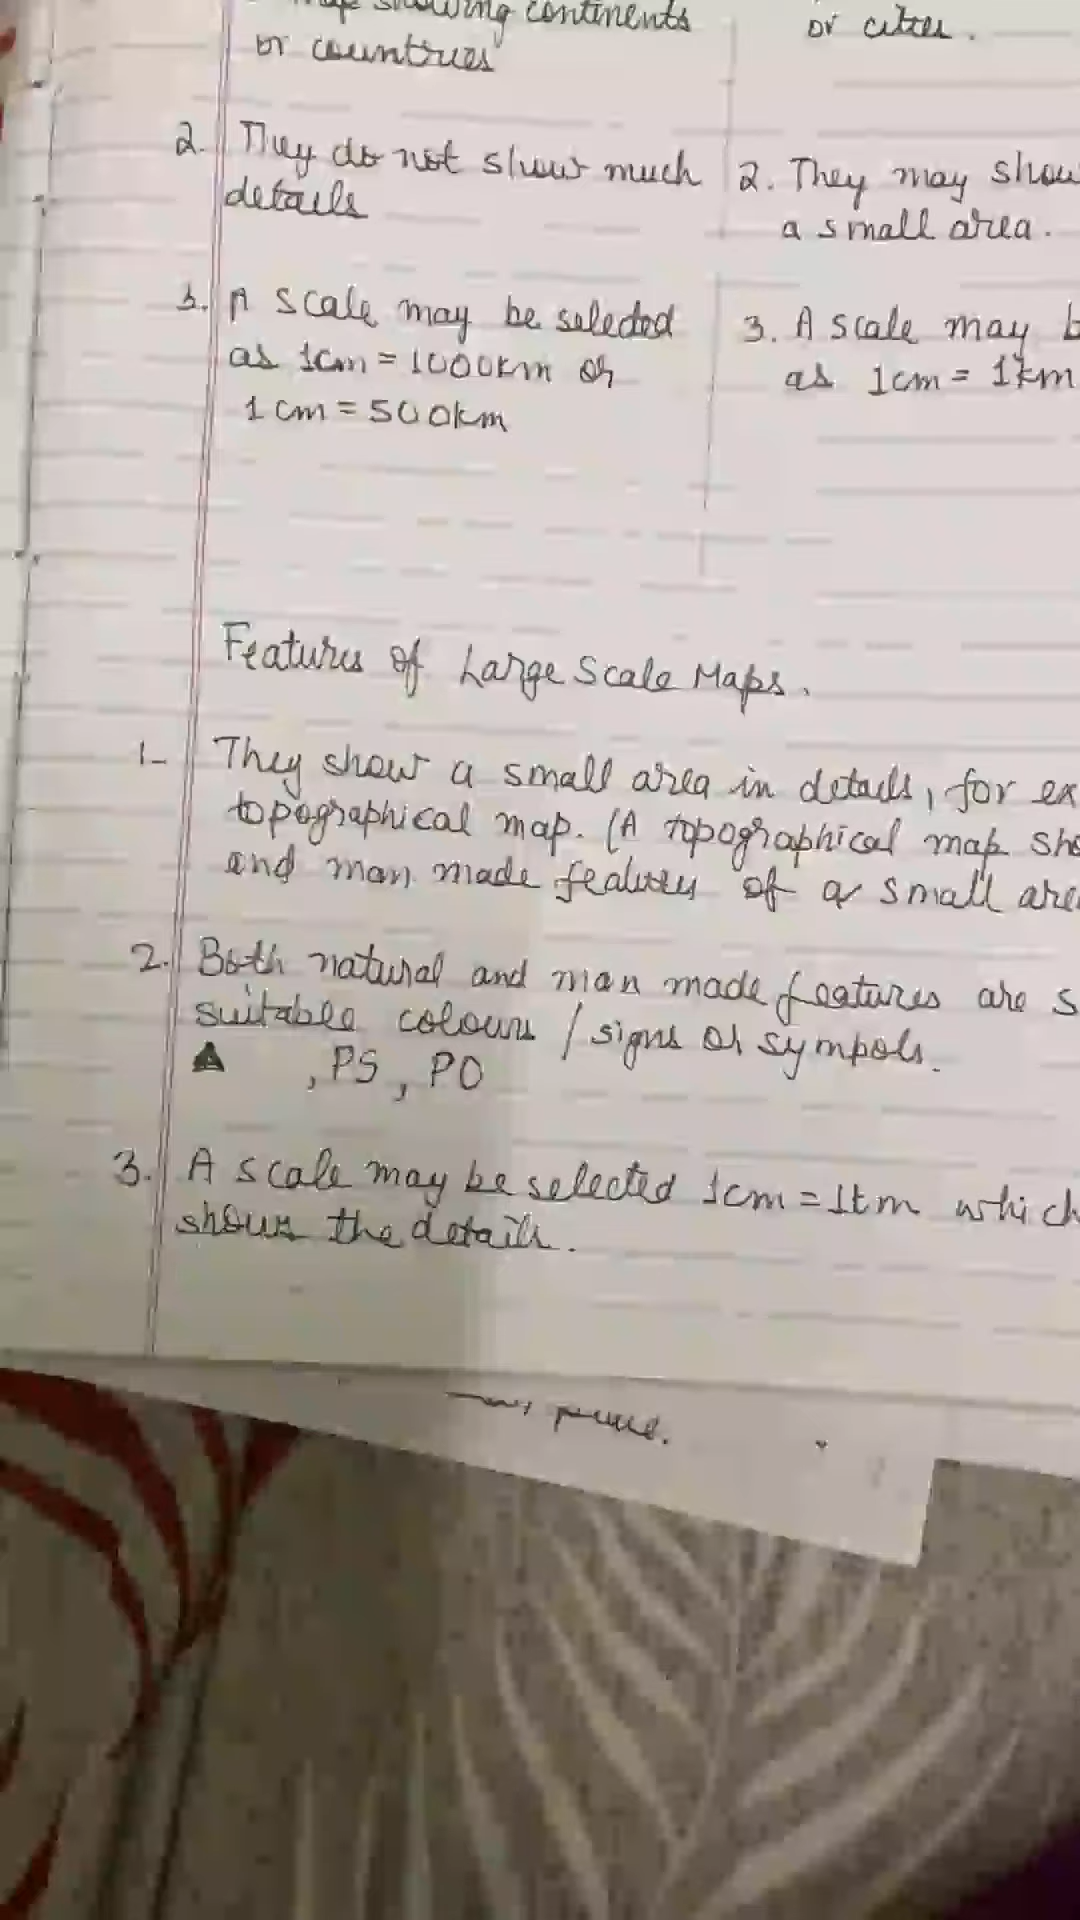 showing continents
or countries
or cities.
2. They do not show much
details
2. They may show
a small area.
3. A scale may be selected
as 1cm = 1000km or
1 cm = 500km
3. A scale may b
as 1cm = 1km
Features of Large Scale Maps.
1- They show a small area in details, for ex
topographical map. (A topographical map sho
and man made features of a small are
2. Both natural and man made features are s
suitable colours / signs or symbols.
, PS, PO
3. A scale may be selected 1cm = 1km which
shows the details.